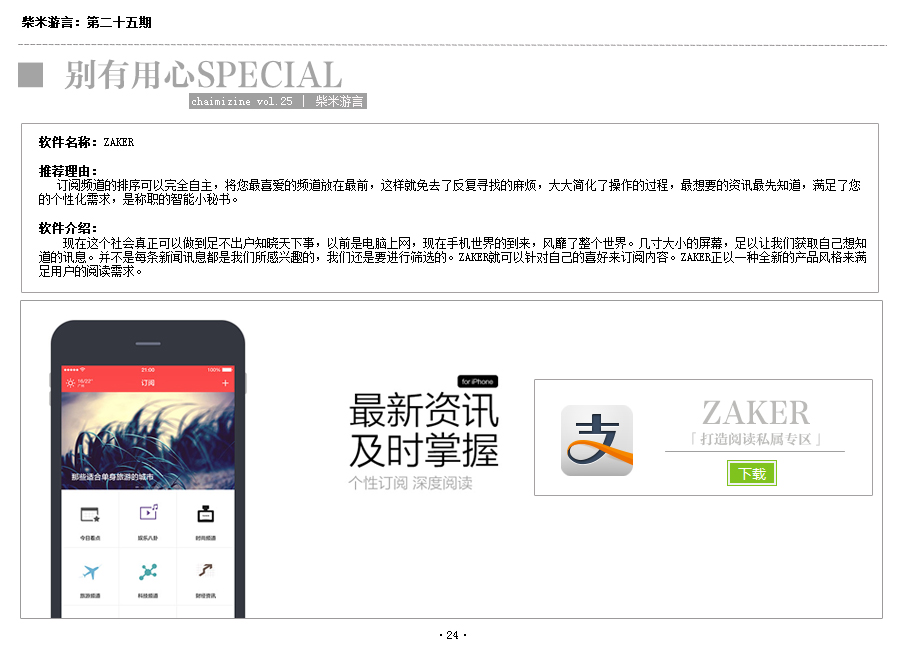 柴米游言：第二十五期
别有用心SPECIAL
chaimizine vol.25 | 柴米游言
软件名称：ZAKER
推荐理由：
订阅频道的排序可以完全自主，将您最喜爱的频道放在最前，这样就免去了反复寻找的麻烦，大大简化了操作的过程，最想要的资讯最先知道，满足了您
的个性化需求，是称职的智能小秘书。
软件介绍：
现在这个社会真正可以做到足不出户知晓天下事，以前是电脑上网，现在手机世界的到来，风靡了整个世界。几寸大小的屏幕，足以让我们获取自己想知
道的讯息。并不是每条新闻讯息都是我们所感兴趣的，我们还是要进行筛选的。ZAKER就可以针对自己的喜好来订阅内容。ZAKER正以一种全新的产品风格来满
足用户的阅读需求。
21:00
100%
订阅
那些适合单身旅游的城市
今日看点
娱乐八卦
时尚频道
旅游频道
科技频道
财经资讯
for iPhone
最新资讯
及时掌握
个性订阅 深度阅读
支
ZAKER
「打造阅读私属专区」
下载
·24·